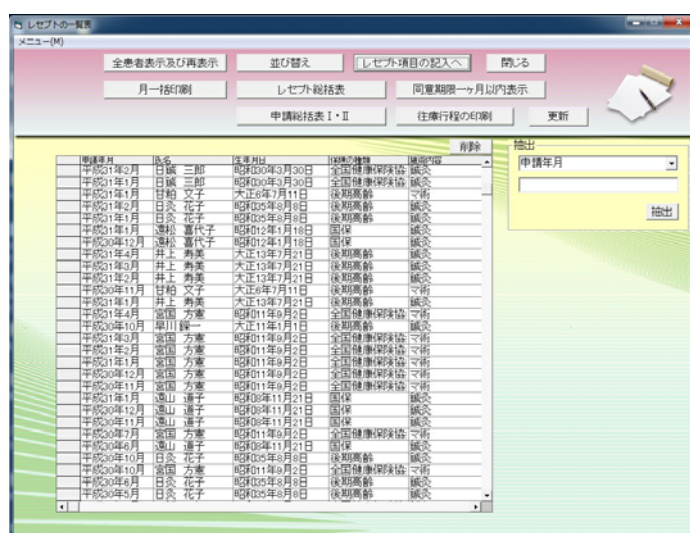 レセプトの一覧表
メニュー(M)
全患者表示及び再表示 並び替え レセプト項目の記入へ 閉じる
月一括印刷 レセプト総括表 同意期限一ヶ月以内表示
申請総括表Ⅰ・Ⅱ 往療行程の印刷 更新
削除 抽出
申請年月
抽出
申請年月 氏名 生年月日 保険の種類 施術内容
平成31年2月 日鍼 三郎 昭和30年3月30日 全国健康保険協 鍼灸
平成31年1月 日鍼 三郎 昭和30年3月30日 全国健康保険協 鍼灸
平成31年1月 甘粕 文子 大正6年7月11日 後期高齢 マ術
平成31年2月 日灸 花子 昭和35年8月8日 後期高齢 鍼灸
平成31年1月 日灸 花子 昭和35年8月8日 後期高齢 鍼灸
平成31年1月 遠松 喜代子 昭和12年1月18日 国保 鍼灸
平成30年12月 遠松 喜代子 昭和12年1月18日 国保 鍼灸
平成31年4月 井上 寿美 大正13年7月21日 後期高齢 鍼灸
平成31年3月 井上 寿美 大正13年7月21日 後期高齢 鍼灸
平成31年2月 井上 寿美 大正13年7月21日 後期高齢 鍼灸
平成30年11月 甘粕 文子 大正6年7月11日 後期高齢 マ術
平成31年1月 井上 寿美 大正13年7月21日 後期高齢 鍼灸
平成31年4月 宮国 方憲 昭和11年9月2日 全国健康保険協 マ術
平成30年10月 早川 大正11年1月1日 後期高齢 鍼灸
平成31年3月 宮国 方憲 昭和11年9月2日 全国健康保険協 マ術
平成31年2月 宮国 方憲 昭和11年9月2日 全国健康保険協 マ術
平成31年1月 宮国 方憲 昭和11年9月2日 全国健康保険協 マ術
平成30年12月 宮国 方憲 昭和11年9月2日 全国健康保険協 マ術
平成30年11月 宮国 方憲 昭和11年9月2日 全国健康保険協 マ術
平成31年1月 遠山 道子 昭和8年11月21日 国保 鍼灸
平成30年12月 遠山 道子 昭和8年11月21日 国保 鍼灸
平成30年11月 遠山 道子 昭和8年11月21日 国保 鍼灸
平成30年7月 宮国 方憲 昭和11年9月2日 全国健康保険協 マ術
平成30年6月 遠山 道子 昭和8年11月21日 国保 鍼灸
平成30年10月 日灸 花子 昭和35年8月8日 後期高齢 鍼灸
平成30年10月 宮国 方憲 昭和11年9月2日 全国健康保険協 マ術
平成30年6月 日灸 花子 昭和35年8月8日 後期高齢 鍼灸
平成30年5月 日灸 花子 昭和35年8月8日 後期高齢 鍼灸